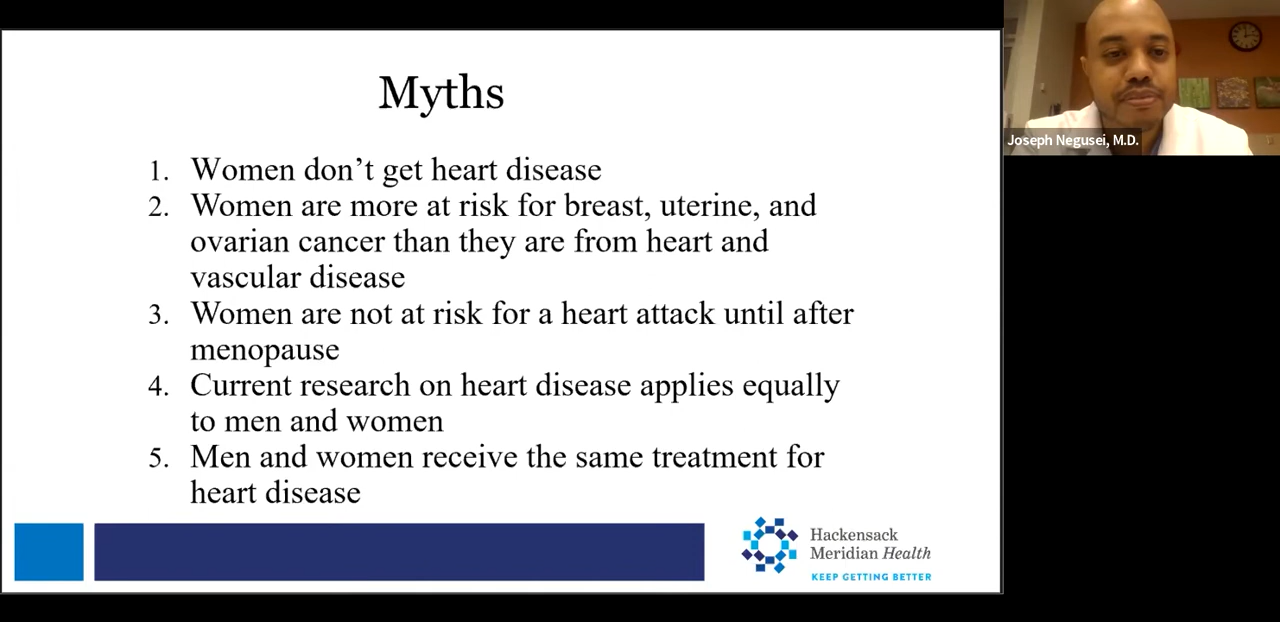 Myths
1. Women don't get heart disease
2. Women are more at risk for breast, uterine, and
ovarian cancer than they are from heart and
vascular disease
3. Women are not at risk for a heart attack until after
menopause
4. Current research on heart disease applies equally
to men and women
5. Men and women receive the same treatment for
heart disease
Hackensack
Meridian Health
KEEP GETTING BETTER
Joseph Negusei, M.D.